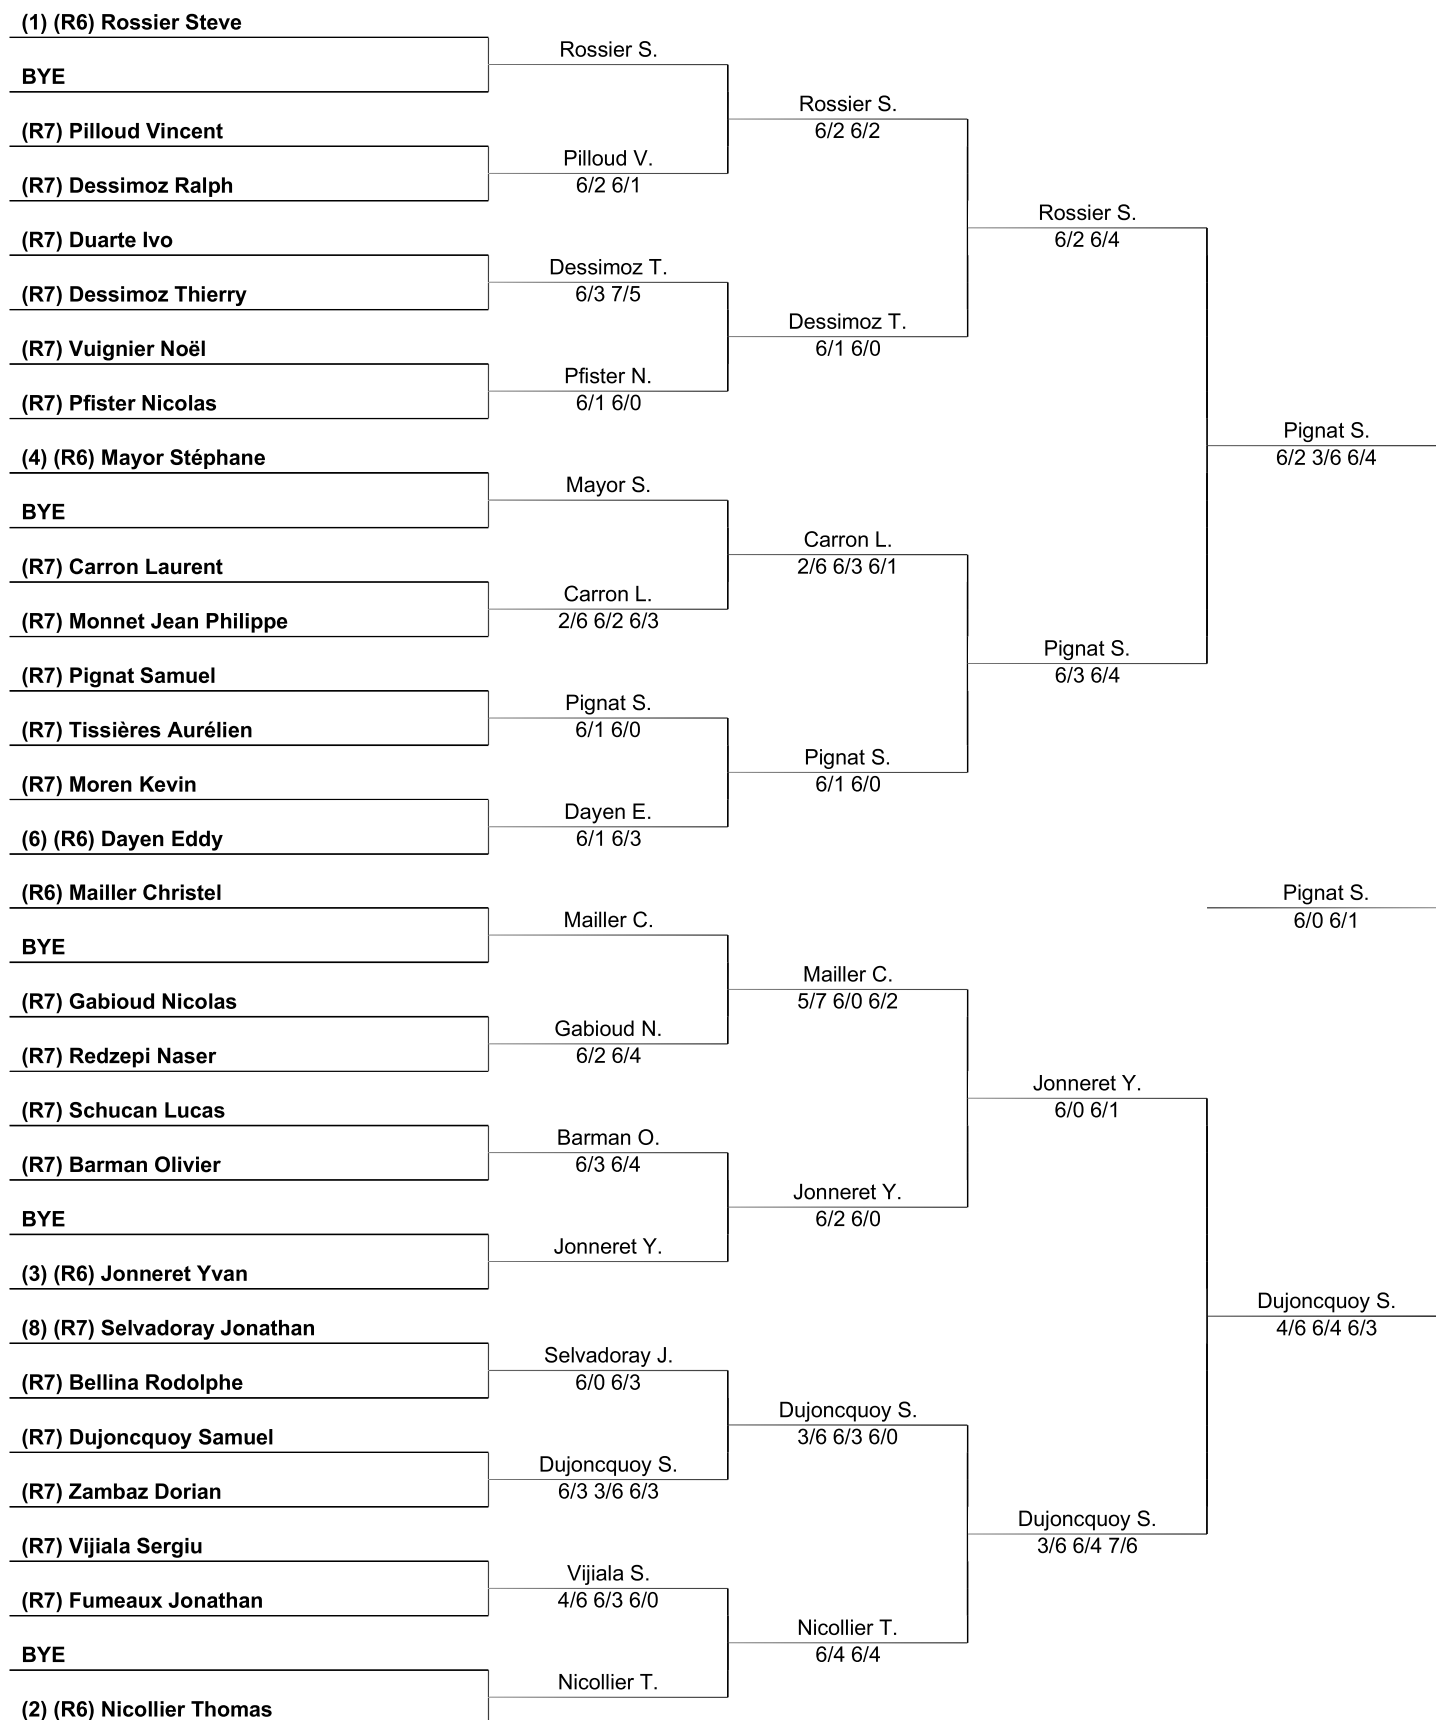 (1) (R6) Rossier Steve
Rossier S.
BYE
Rossier S.
6/2 6/2
(R7) Pilloud Vincent
Pilloud V.
6/2 6/1
(R7) Dessimoz Ralph
Rossier S.
6/2 6/4
(R7) Duarte Ivo
Dessimoz T.
6/3 7/5
(R7) Dessimoz Thierry
Dessimoz T.
6/1 6/0
(R7) Vuignier Noël
Pfister N.
6/1 6/0
(R7) Pfister Nicolas
Pignat S.
6/2 3/6 6/4
(4) (R6) Mayor Stéphane
Mayor S.
BYE
Carron L.
2/6 6/3 6/1
(R7) Carron Laurent
Carron L.
2/6 6/2 6/3
(R7) Monnet Jean Philippe
Pignat S.
6/3 6/4
(R7) Pignat Samuel
Pignat S.
6/1 6/0
(R7) Tissières Aurélien
Pignat S.
6/1 6/0
(R7) Moren Kevin
Dayen E.
6/1 6/3
(6) (R6) Dayen Eddy
(R6) Mailler Christel
Pignat S.
6/0 6/1
Mailler C.
BYE
Mailler C.
5/7 6/0 6/2
(R7) Gabioud Nicolas
Gabioud N.
6/2 6/4
(R7) Redzepi Naser
Jonneret Y.
6/0 6/1
(R7) Schucan Lucas
Barman O.
6/3 6/4
(R7) Barman Olivier
Jonneret Y.
6/2 6/0
BYE
Jonneret Y.
(3) (R6) Jonneret Yvan
Dujoncquoy S.
4/6 6/4 6/3
(8) (R7) Selvadoray Jonathan
Selvadoray J.
6/0 6/3
(R7) Bellina Rodolphe
Dujoncquoy S.
3/6 6/3 6/0
(R7) Dujoncquoy Samuel
Dujoncquoy S.
6/3 3/6 6/3
(R7) Zambaz Dorian
Dujoncquoy S.
3/6 6/4 7/6
(R7) Vijiala Sergiu
Vijiala S.
4/6 6/3 6/0
(R7) Fumeaux Jonathan
Nicollier T.
6/4 6/4
BYE
Nicollier T.
(2) (R6) Nicollier Thomas